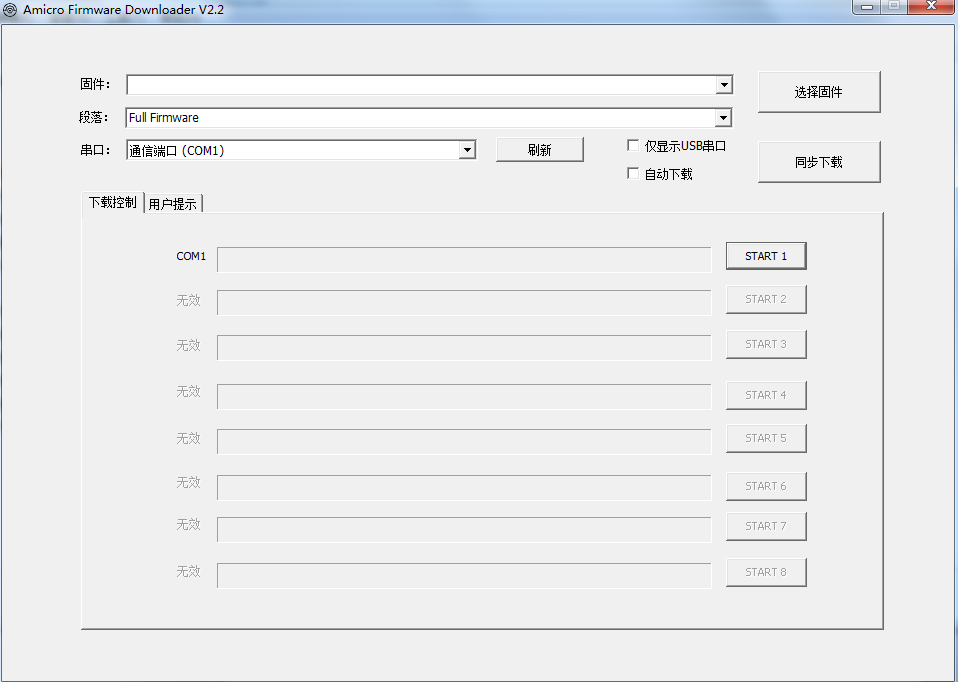 Amicro Firmware Downloader V2.2
固件：
选择固件
段落：
Full Firmware
串口：
通信端口 (COM1)
刷新
仅显示USB串口
自动下载
同步下载
下载控制
用户提示
COM1
START 1
无效
START 2
无效
START 3
无效
START 4
无效
START 5
无效
START 6
无效
START 7
无效
START 8